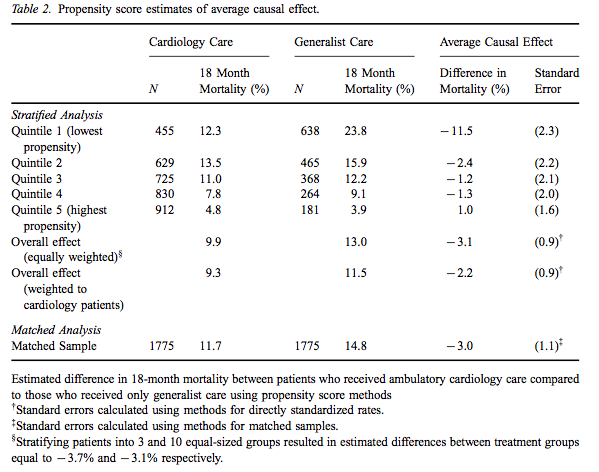 Table 2. Propensity score estimates of average causal effect.
Cardiology Care Generalist Care Average Causal Effect
N 18 Month Mortality (%) N 18 Month Mortality (%) Difference in Mortality (%) Standard Error
Stratified Analysis
Quintile 1 (lowest propensity) 455 12.3 638 23.8 −11.5 (2.3)
Quintile 2 629 13.5 465 15.9 −2.4 (2.2)
Quintile 3 725 11.0 368 12.2 −1.2 (2.1)
Quintile 4 830 7.8 264 9.1 −1.3 (2.0)
Quintile 5 (highest propensity) 912 4.8 181 3.9 1.0 (1.6)
Overall effect (equally weighted)§ 9.9 13.0 −3.1 (0.9)†
Overall effect (weighted to cardiology patients) 9.3 11.5 −2.2 (0.9)†
Matched Analysis
Matched Sample 1775 11.7 1775 14.8 −3.0 (1.1)‡
Estimated difference in 18-month mortality between patients who received ambulatory cardiology care compared
to those who received only generalist care using propensity score methods
†Standard errors calculated using methods for directly standardized rates.
‡Standard errors calculated using methods for matched samples.
§Stratifying patients into 3 and 10 equal-sized groups resulted in estimated differences between treatment groups
equal to −3.7% and −3.1% respectively.